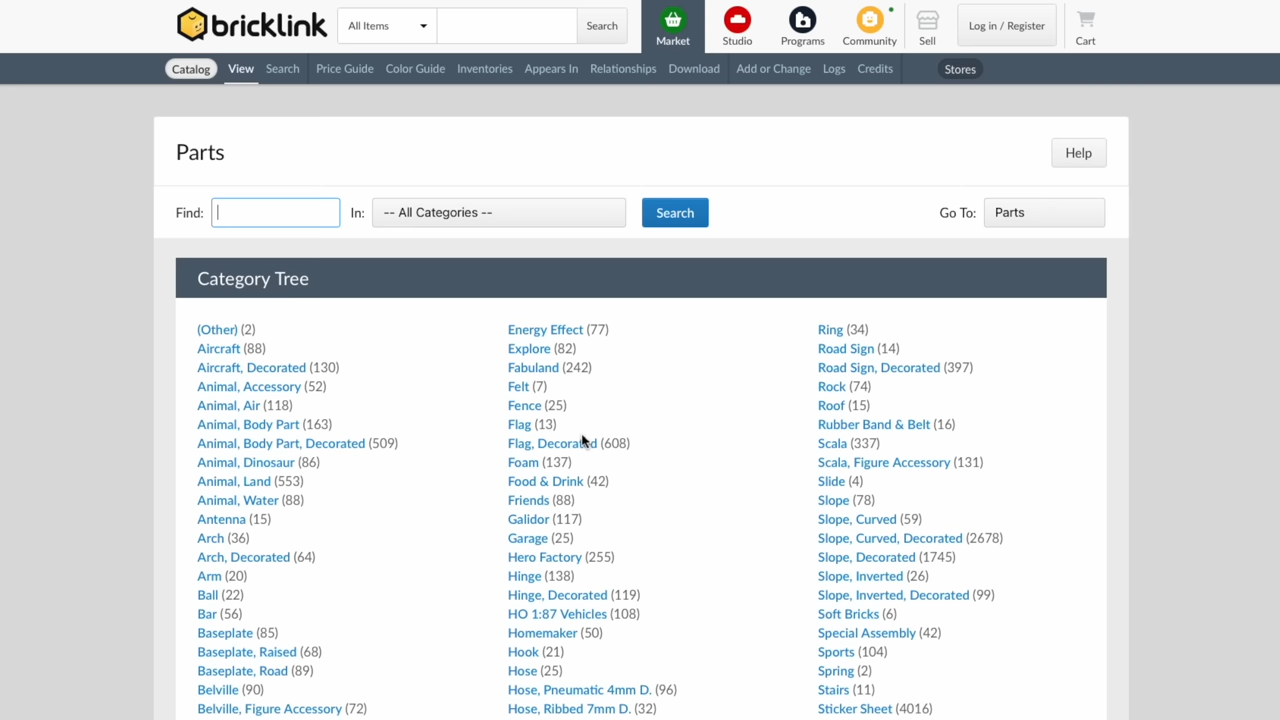 bricklink
All Items
Search
Market
Studio
Programs
Community
Sell
Log in / Register
Cart
Catalog View Search Price Guide Color Guide Inventories Appears In Relationships Download Add or Change Logs Credits Stores
Parts
Help
Find: In: -- All Categories -- Search Go To: Parts
Category Tree
(Other) (2)
Aircraft (88)
Aircraft, Decorated (130)
Animal, Accessory (52)
Animal, Air (118)
Animal, Body Part (163)
Animal, Body Part, Decorated (509)
Animal, Dinosaur (86)
Animal, Land (553)
Animal, Water (88)
Antenna (15)
Arch (36)
Arch, Decorated (64)
Arm (20)
Ball (22)
Bar (56)
Baseplate (85)
Baseplate, Raised (68)
Baseplate, Road (89)
Belville (90)
Belville, Figure Accessory (72)
Energy Effect (77)
Explore (82)
Fabuland (242)
Felt (7)
Fence (25)
Flag (13)
Flag, Decorated (608)
Foam (137)
Food & Drink (42)
Friends (88)
Galidor (117)
Garage (25)
Hero Factory (255)
Hinge (138)
Hinge, Decorated (119)
HO 1:87 Vehicles (108)
Homemaker (50)
Hook (21)
Hose (25)
Hose, Pneumatic 4mm D. (96)
Hose, Ribbed 7mm D. (32)
Ring (34)
Road Sign (14)
Road Sign, Decorated (397)
Rock (74)
Roof (15)
Rubber Band & Belt (16)
Scala (337)
Scala, Figure Accessory (131)
Slide (4)
Slope (78)
Slope, Curved (59)
Slope, Curved, Decorated (2678)
Slope, Decorated (1745)
Slope, Inverted (26)
Slope, Inverted, Decorated (99)
Soft Bricks (6)
Special Assembly (42)
Sports (104)
Spring (2)
Stairs (11)
Sticker Sheet (4016)